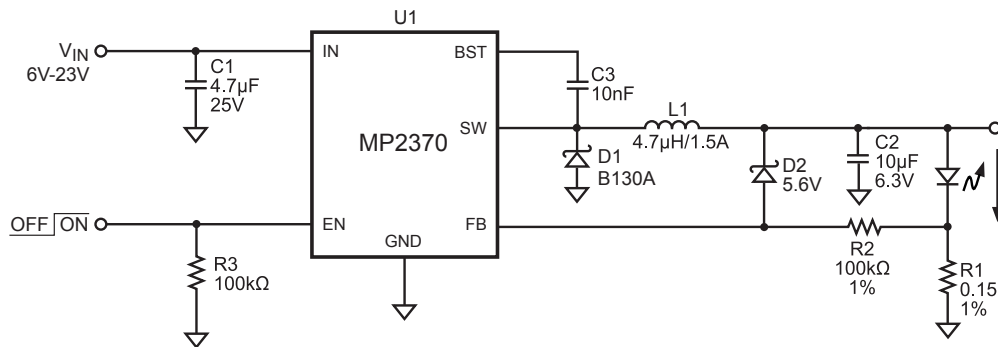 U1
VIN
6V-23V
C1
4.7µF
25V
IN
BST
C3
10nF
MP2370
SW
L1
4.7µH/1.5A
D1
B130A
D2
5.6V
C2
10µF
6.3V
OFF ON
EN
FB
GND
R3
100kΩ
R2
100kΩ
1%
R1
0.15
1%